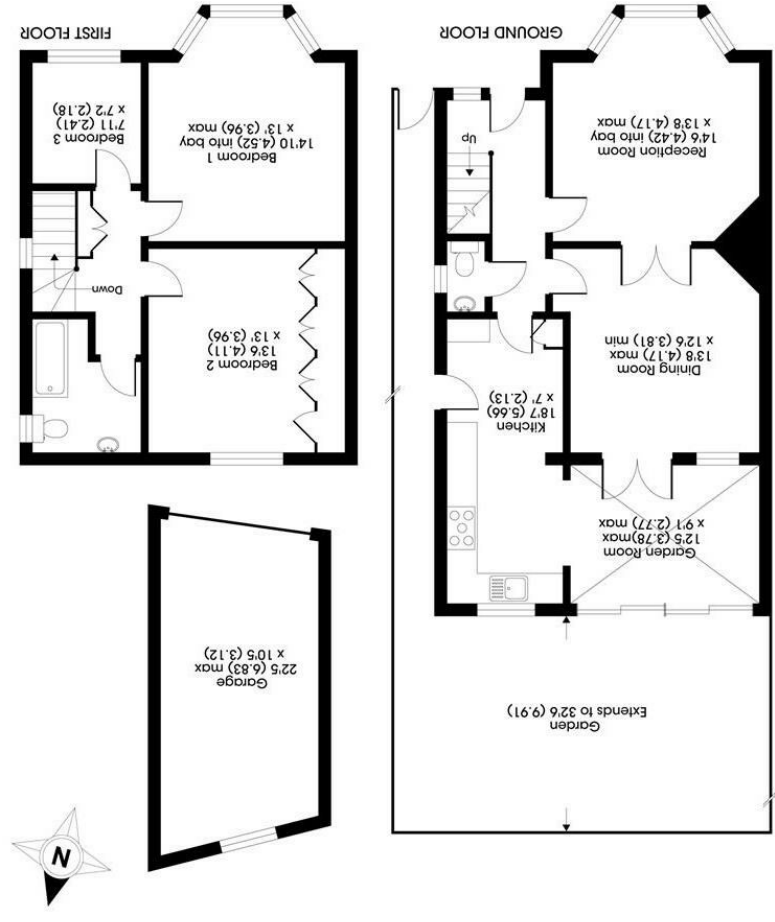 Garden
Extends to 32'6 (9.91)
Garage
22'5 (6.83) max
x 10'5 (3.12)
N
Garden Room
12'5 (3.78)max
x 9'1 (2.77) max
Kitchen
18'7 (5.66)
x 7' (2.13)
Dining Room
13'8 (4.17) max
x 12'6 (3.81) min
Reception Room
14'6 (4.42) into bay
x 13'8 (4.17) max
Up
GROUND FLOOR
Bedroom 2
13'6 (4.11)
x 13' (3.96)
Down
Bedroom 1
14'10 (4.52) into bay
x 13' (3.96) max
Bedroom 3
7'11 (2.41)
x 7'2 (2.18)
FIRST FLOOR